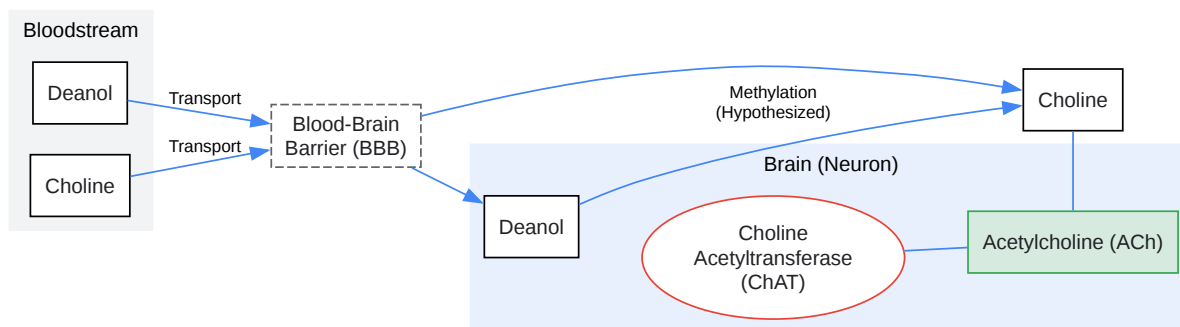 Bloodstream
Deanol
Transport
Choline
Transport
Blood-Brain
Barrier (BBB)
Methylation
(Hypothesized)
Choline
Brain (Neuron)
Deanol
Choline
Acetyltransferase
(ChAT)
Acetylcholine (ACh)